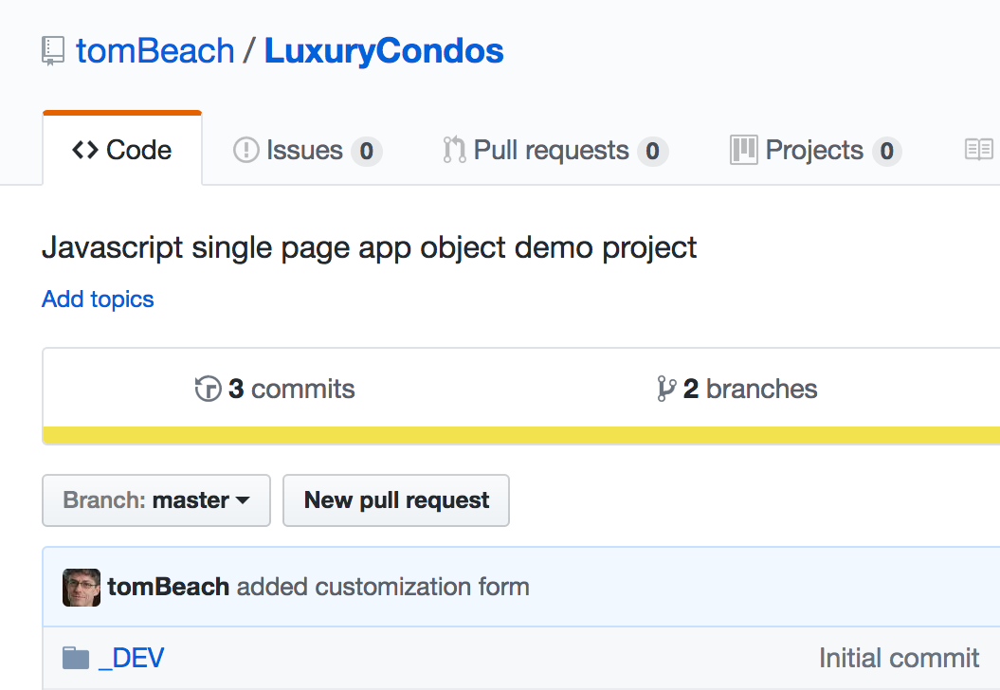 tomBeach / LuxuryCondos
Code Issues 0 Pull requests 0 Projects 0
Javascript single page app object demo project
Add topics
3 commits 2 branches
Branch: master New pull request
tomBeach added customization form
_DEV Initial commit